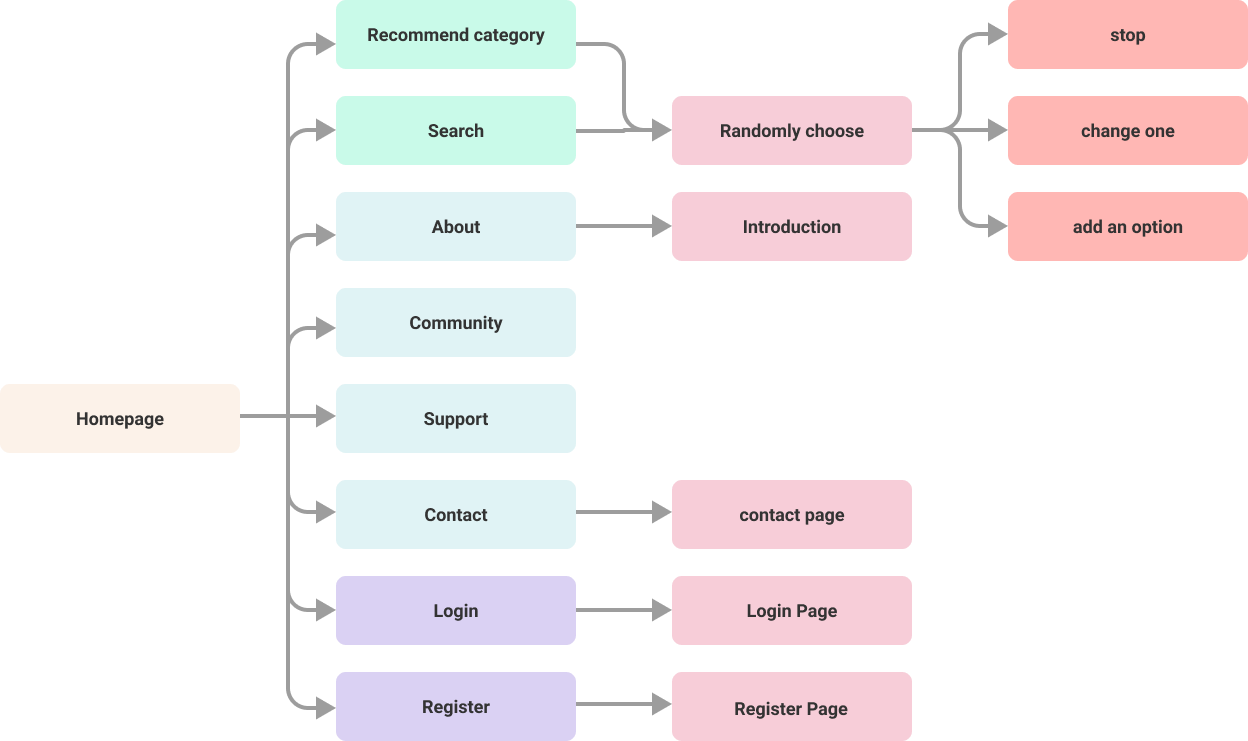 Recommend category
stop
Search
Randomly choose
change one
About
Introduction
add an option
Community
Homepage
Support
Contact
contact page
Login
Login Page
Register
Register Page